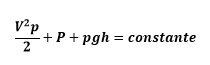 V²p/2 + P + pgh = constante